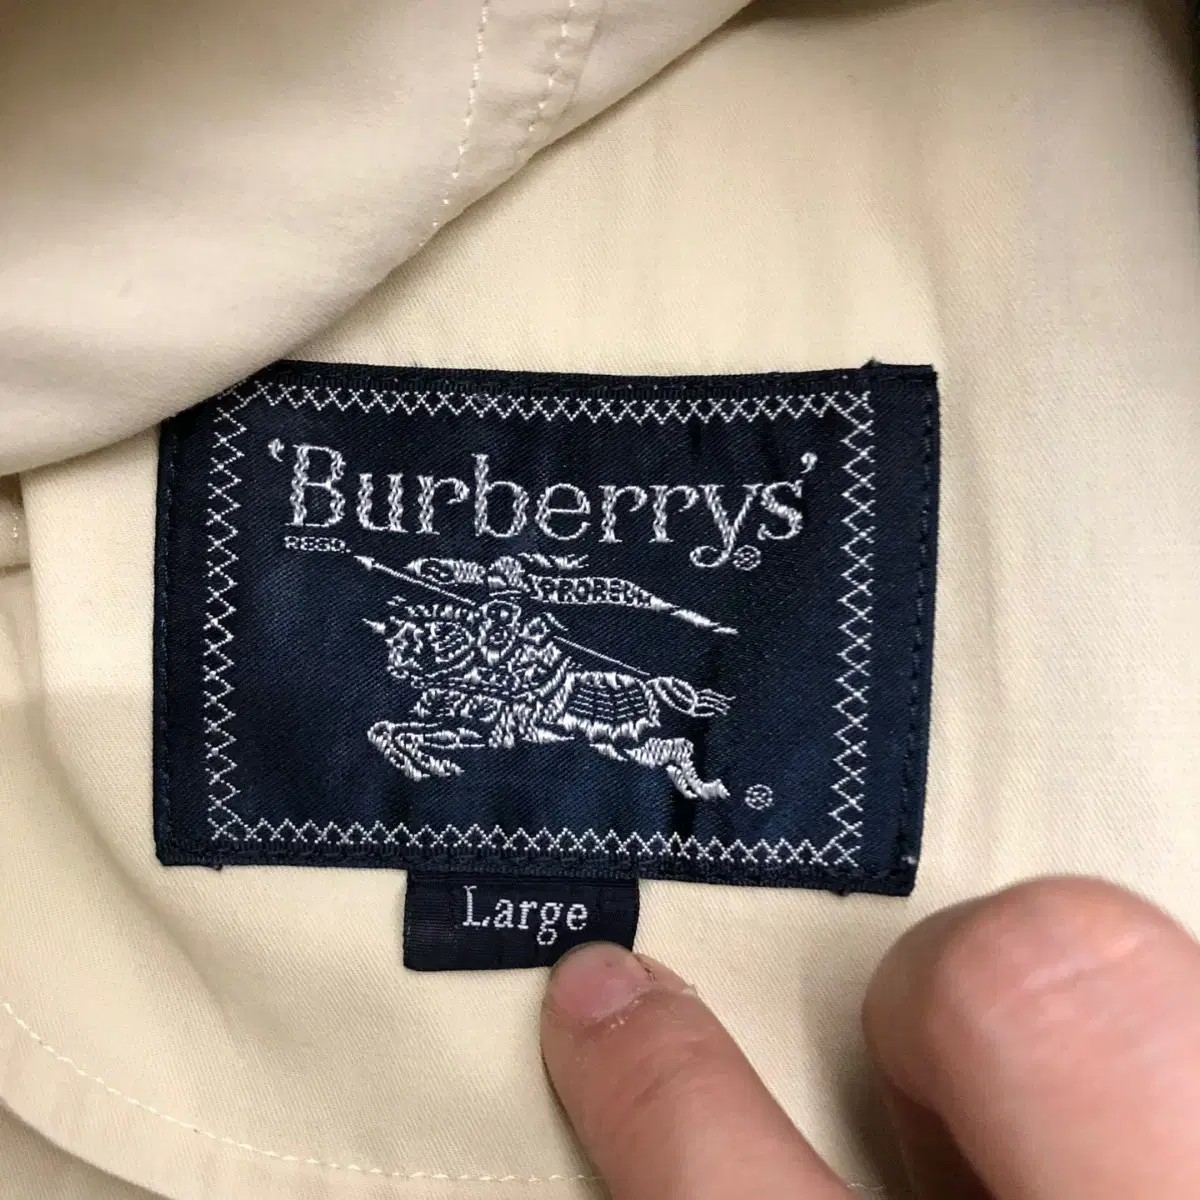 'Burberrys'
REGD.
PRORSUM
®
®
Large